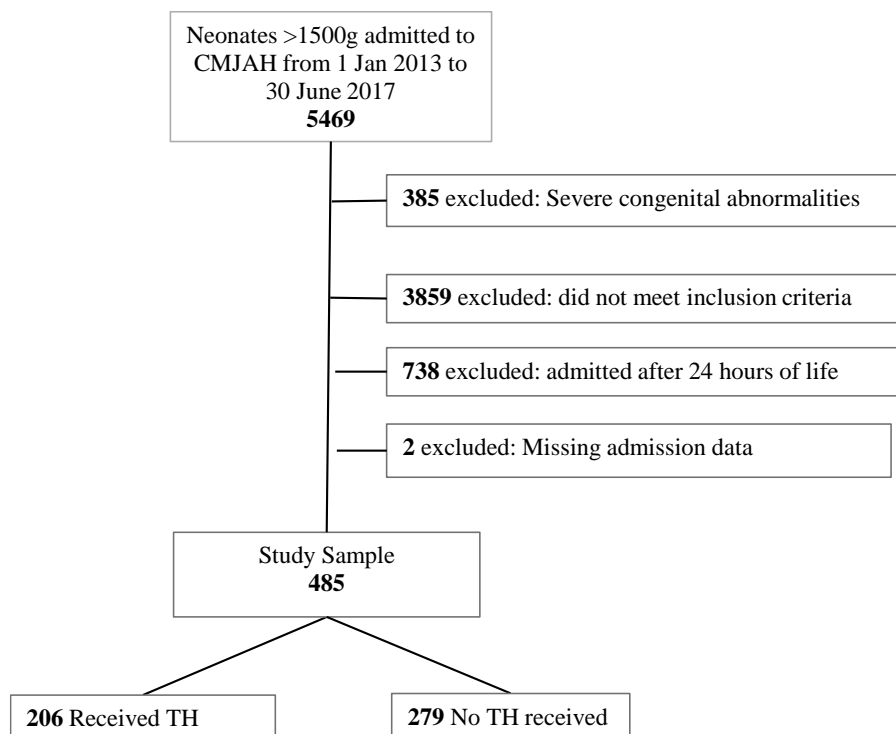 Neonates >1500g admitted to
CMJAH from 1 Jan 2013 to
30 June 2017
5469
385 excluded: Severe congenital abnormalities
3859 excluded: did not meet inclusion criteria
738 excluded: admitted after 24 hours of life
2 excluded: Missing admission data
Study Sample
485
206 Received TH
279 No TH received